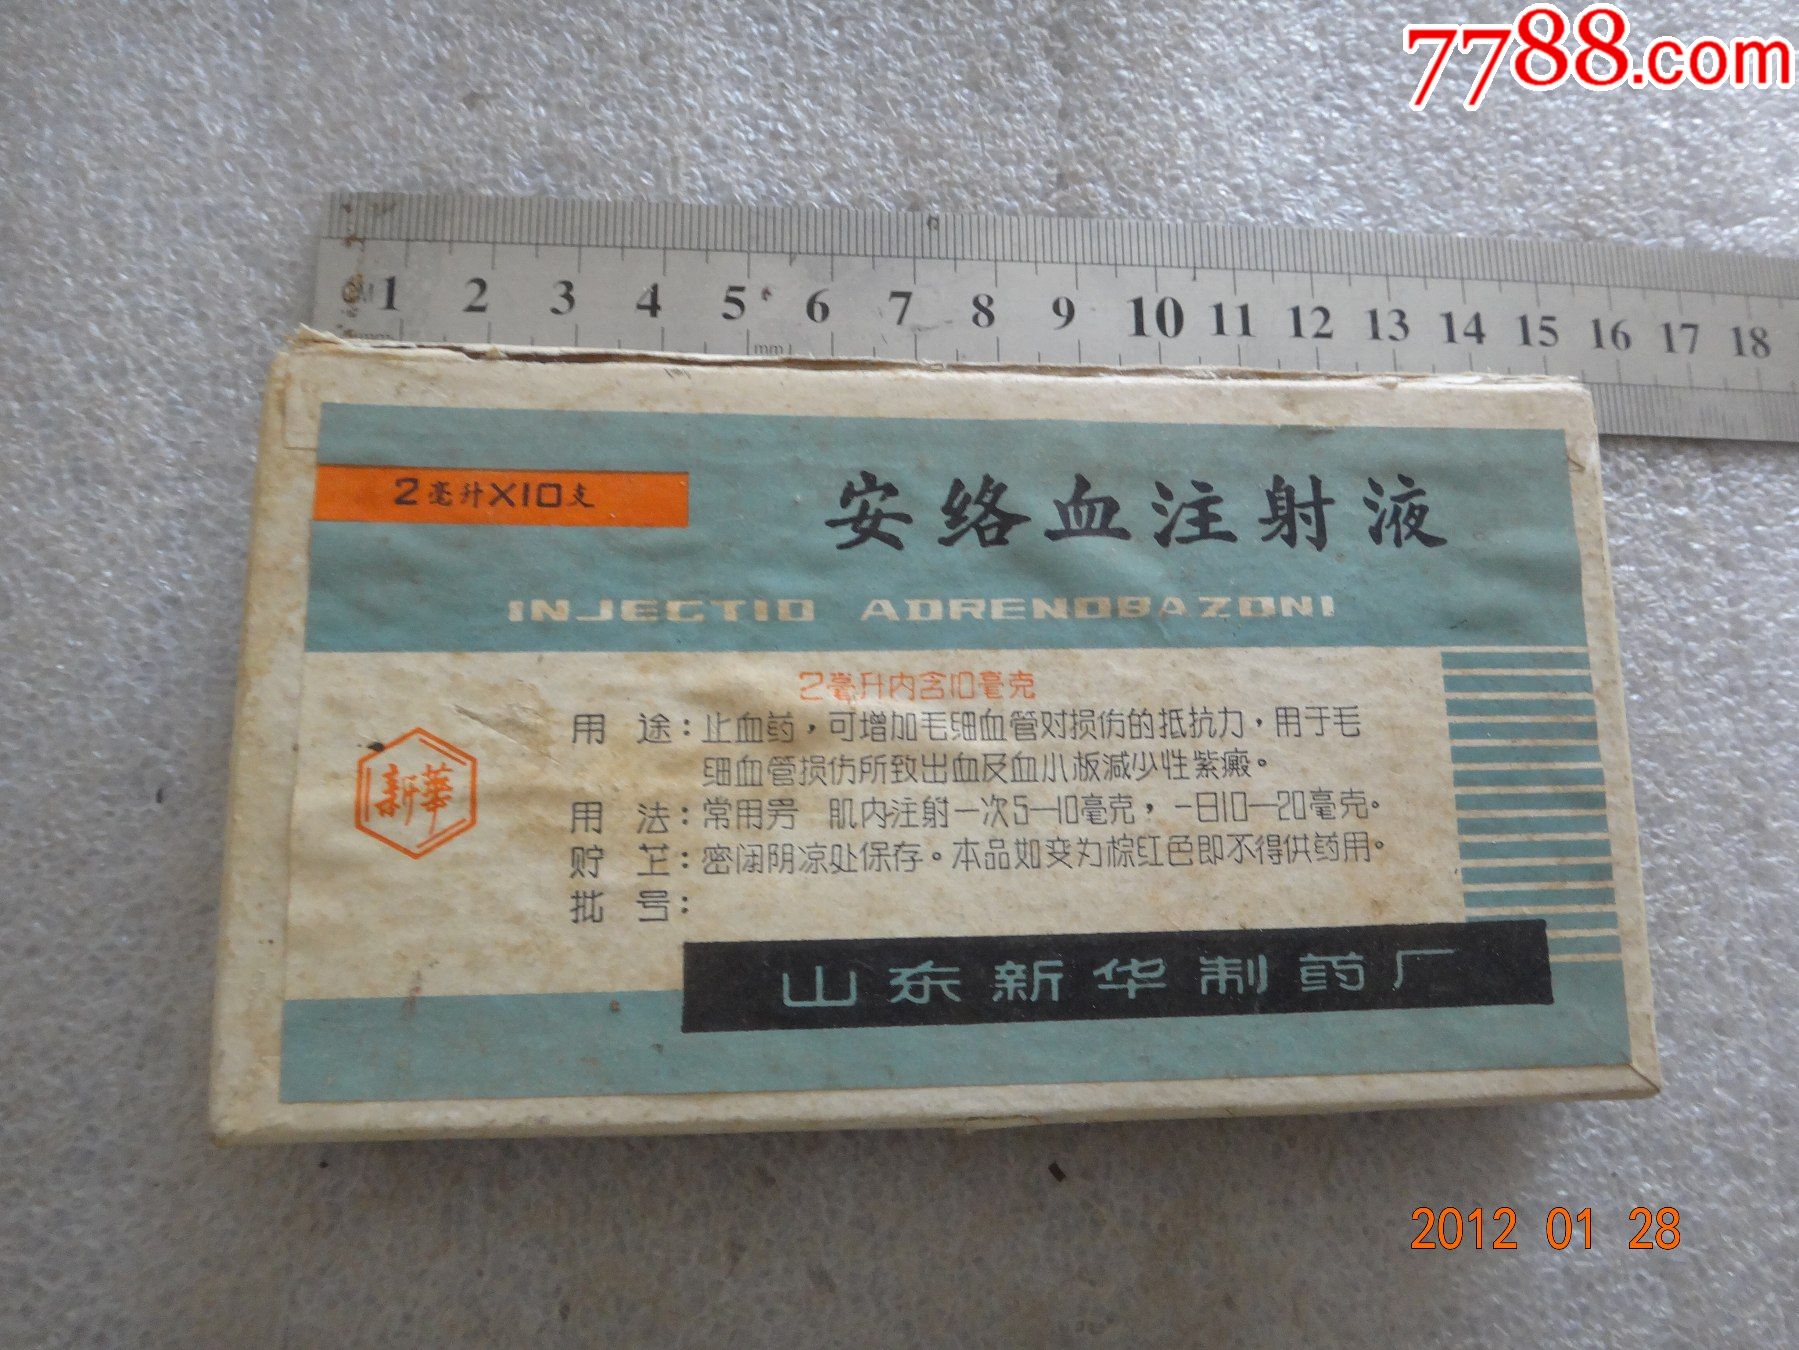 7788.com
1 2 3 4 5 6 7 8 9 10 11 12 13 14 15 16 17 18
mm
2毫升X10支
安络血注射液
INJECTIO ADRENOBAZONI
2毫升内含10毫克
用 途：止血药，可增加毛细血管对损伤的抵抗力，用于毛
细血管损伤所致出血及血小板减少性紫癜。
新華
用 法：常用男 肌内注射一次5—10毫克，一日10—20毫克。
贮 芷：密闭阴凉处保存。本品如变为棕红色即不得供药用。
批 号：
山东新华制药厂
2012 01 28